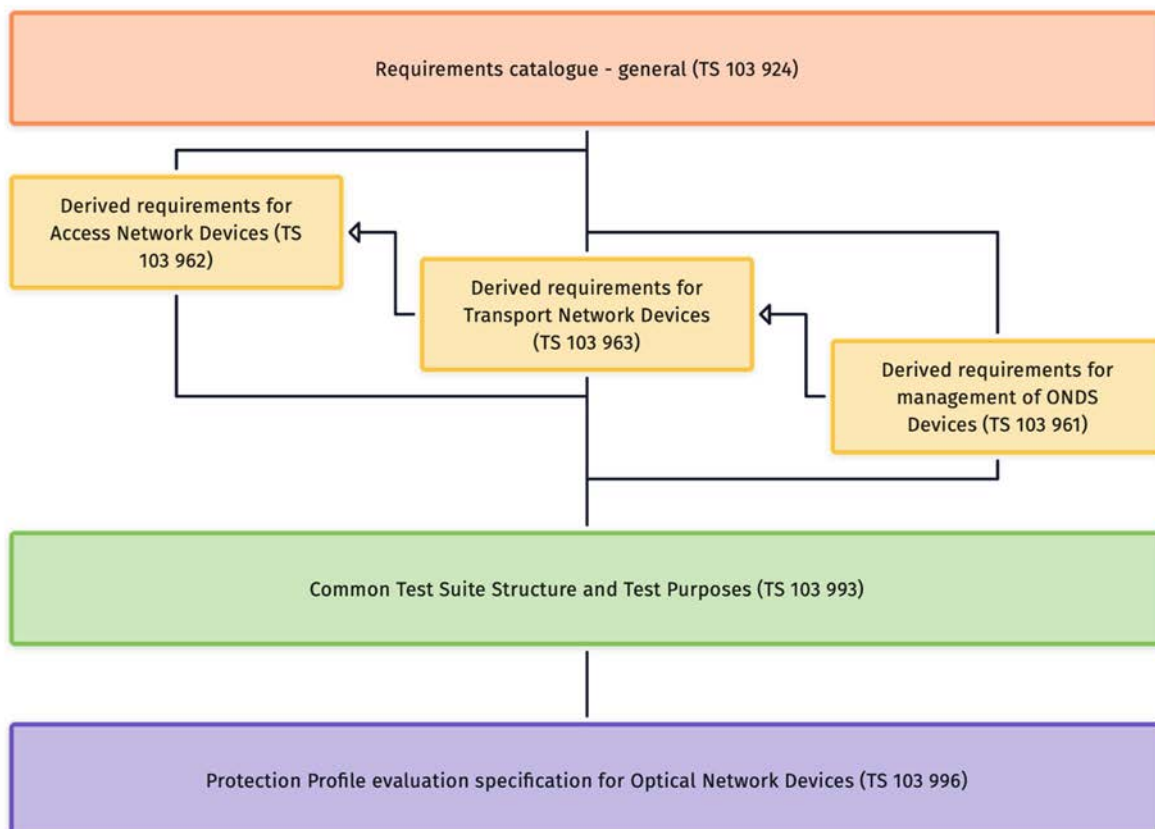 Requirements catalogue - general (TS 103 924)
Derived requirements for
Access Network Devices (TS
103 962)
Derived requirements for
Transport Network Devices
(TS 103 963)
Derived requirements for
management of ONDS
Devices (TS 103 961)
Common Test Suite Structure and Test Purposes (TS 103 993)
Protection Profile evaluation specification for Optical Network Devices (TS 103 996)